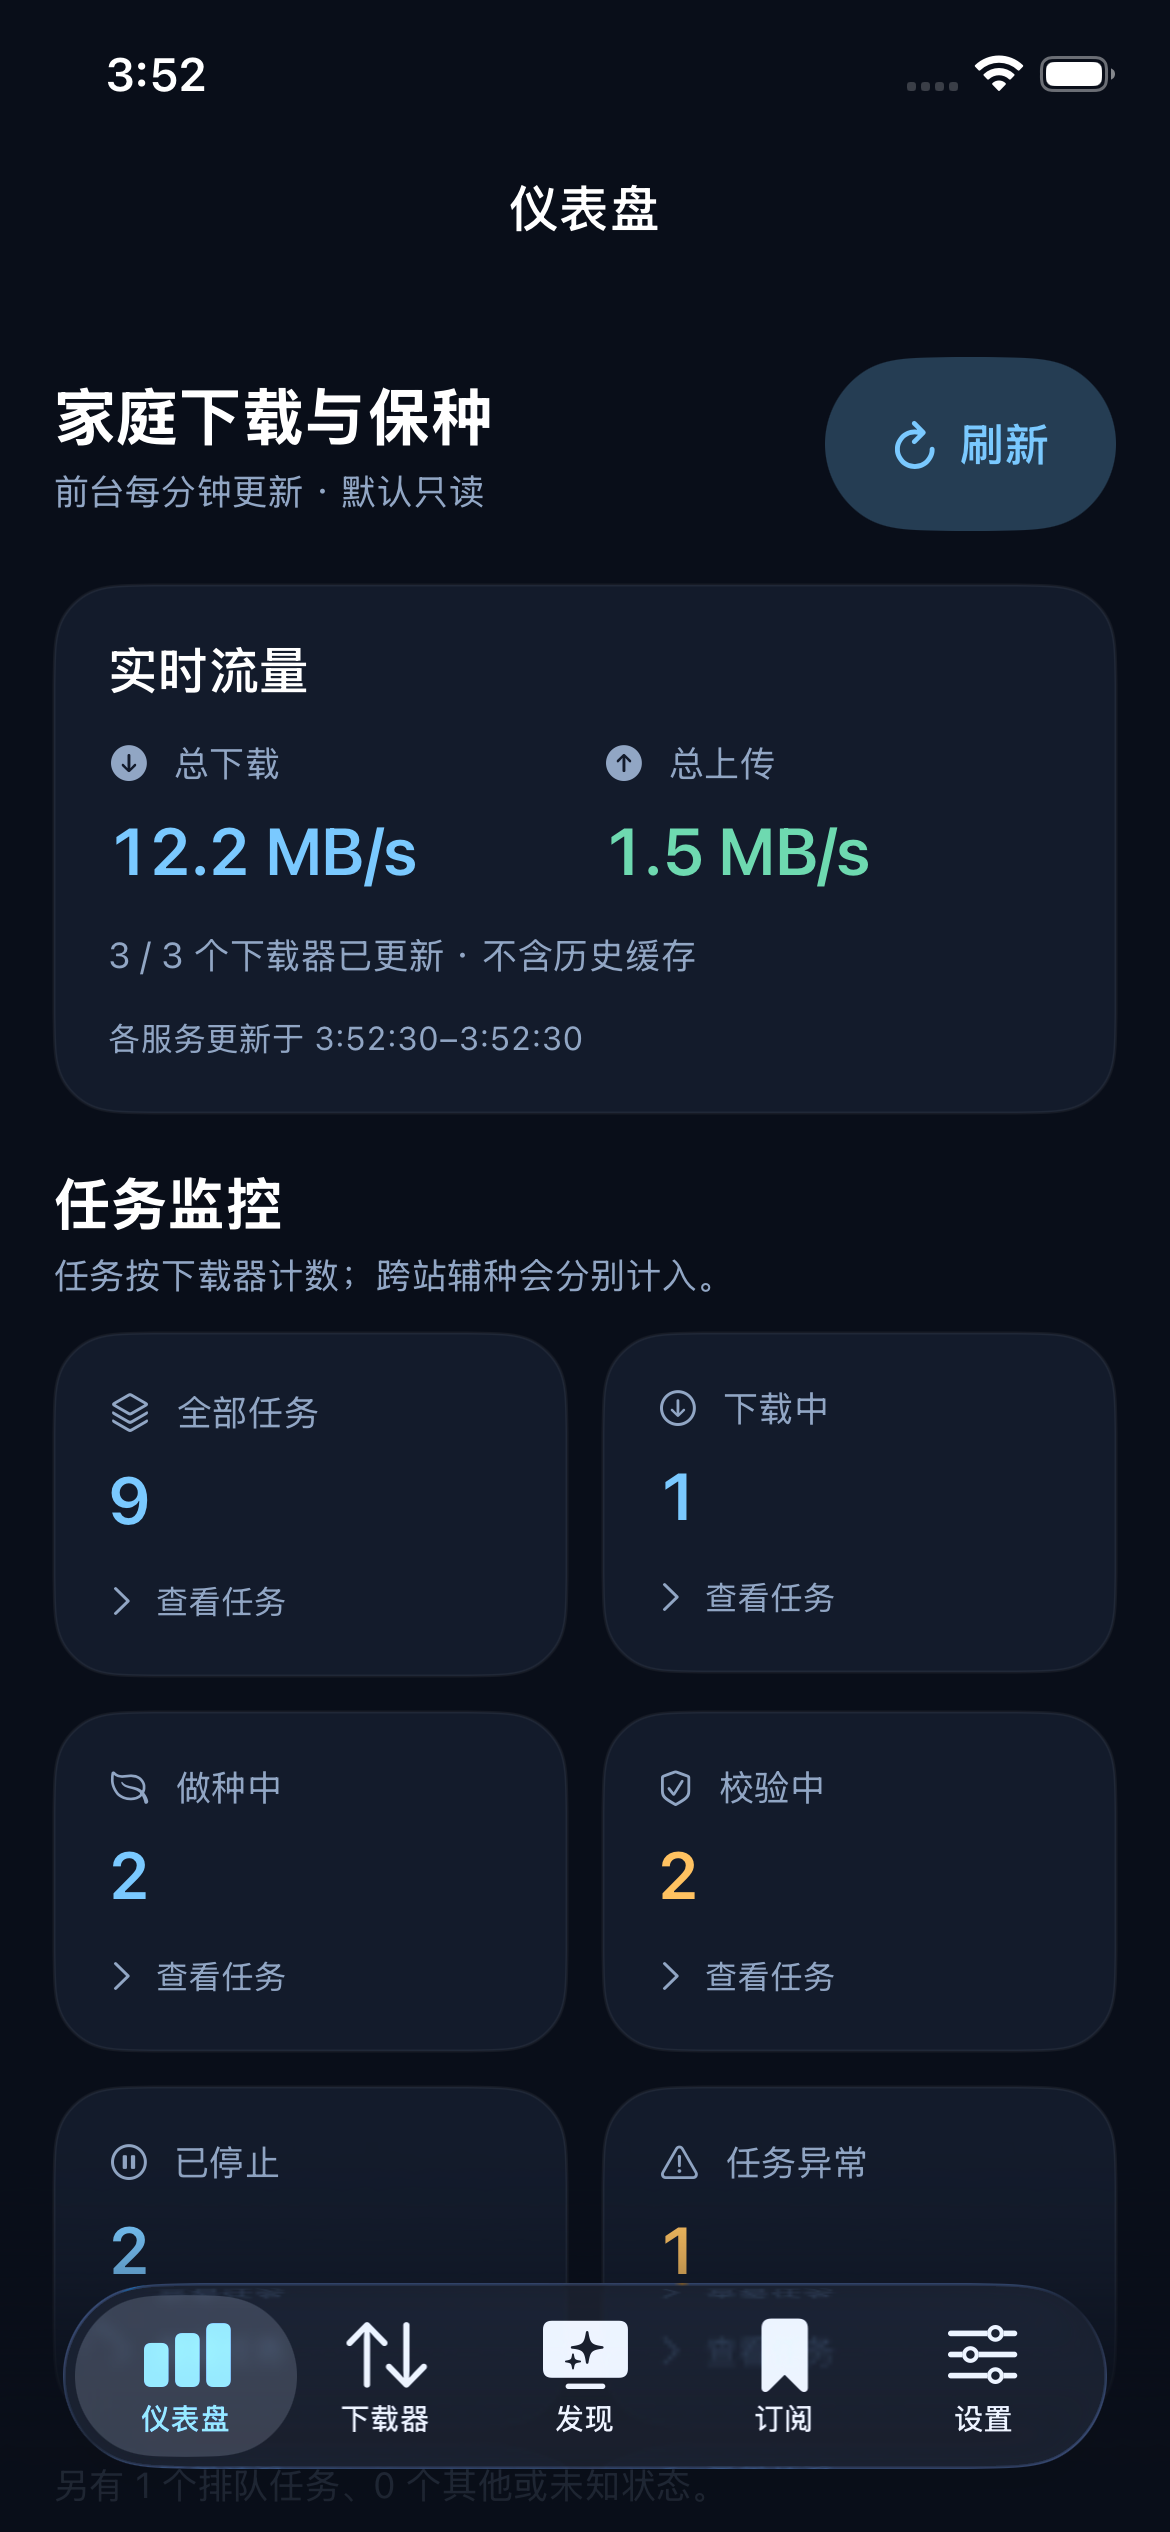 3:52
仪表盘
家庭下载与保种
前台每分钟更新 · 默认只读
刷新
实时流量
总下载
总上传
12.2 MB/s
1.5 MB/s
3 / 3 个下载器已更新 · 不含历史缓存
各服务更新于 3:52:30–3:52:30
任务监控
任务按下载器计数；跨站辅种会分别计入。
全部任务
下载中
9
1
查看任务
查看任务
做种中
校验中
2
2
查看任务
查看任务
已停止
任务异常
2
1
仪表盘
下载器
发现
订阅
设置
另有 1 个排队任务、0 个其他或未知状态。